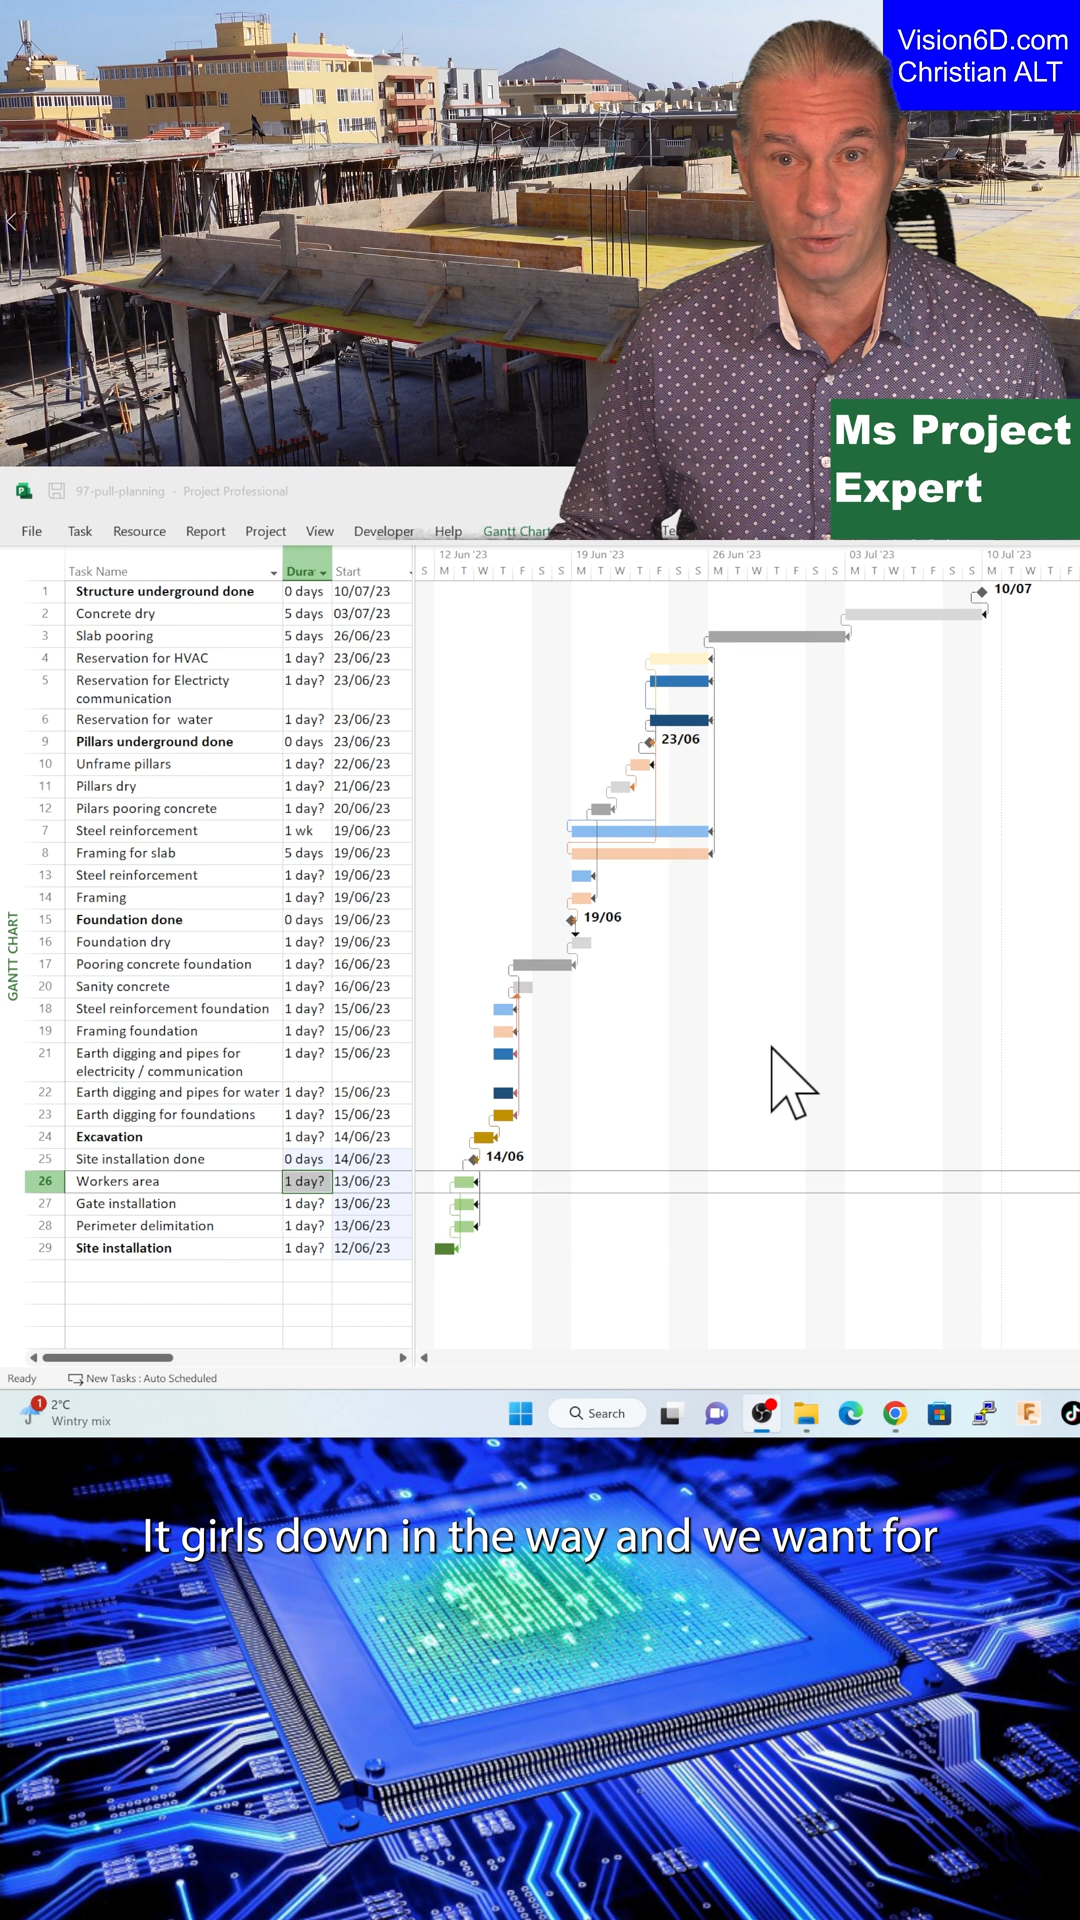 Vision6D.com
Christian ALT
Ms Project
Expert
97-pull-planning - Project Professional
File Task Resource Report Project View Developer Help Gantt Chart Te
12 Jun '23 19 Jun '23 26 Jun '23 03 Jul '23 10 Jul '23
Task Name Dura Start S M T W T F S S M T W T F S S M T W T F S S M T W T F S S M T W T F
1 Structure underground done 0 days 10/07/23 10/07
2 Concrete dry 5 days 03/07/23
3 Slab pooring 5 days 26/06/23
4 Reservation for HVAC 1 day? 23/06/23
5 Reservation for Electricty 1 day? 23/06/23
communication
6 Reservation for water 1 day? 23/06/23
9 Pillars underground done 0 days 23/06/23 23/06
10 Unframe pillars 1 day? 22/06/23
11 Pillars dry 1 day? 21/06/23
12 Pilars pooring concrete 1 day? 20/06/23
7 Steel reinforcement 1 wk 19/06/23
8 Framing for slab 5 days 19/06/23
13 Steel reinforcement 1 day? 19/06/23
14 Framing 1 day? 19/06/23
15 Foundation done 0 days 19/06/23 19/06
16 Foundation dry 1 day? 19/06/23
17 Pooring concrete foundation 1 day? 16/06/23
20 Sanity concrete 1 day? 16/06/23
18 Steel reinforcement foundation 1 day? 15/06/23
19 Framing foundation 1 day? 15/06/23
21 Earth digging and pipes for 1 day? 15/06/23
electricity / communication
22 Earth digging and pipes for water 1 day? 15/06/23
23 Earth digging for foundations 1 day? 15/06/23
24 Excavation 1 day? 14/06/23
25 Site installation done 0 days 14/06/23 14/06
26 Workers area 1 day? 13/06/23
27 Gate installation 1 day? 13/06/23
28 Perimeter delimitation 1 day? 13/06/23
29 Site installation 1 day? 12/06/23
GANTT CHART
Ready New Tasks : Auto Scheduled
1 2°C
Wintry mix
Search
It girls down in the way and we want for